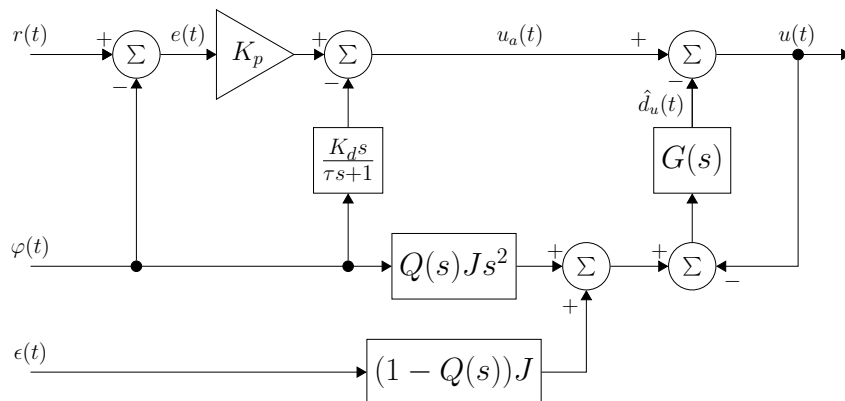 r(t) + Σ e(t) K_p + Σ u_a(t) + Σ u(t)
− − −
d̂_u(t)
K_d s / τs+1 G(s)
φ(t) Q(s)Js² + Σ + Σ
+ −
ϵ(t) (1 − Q(s))J